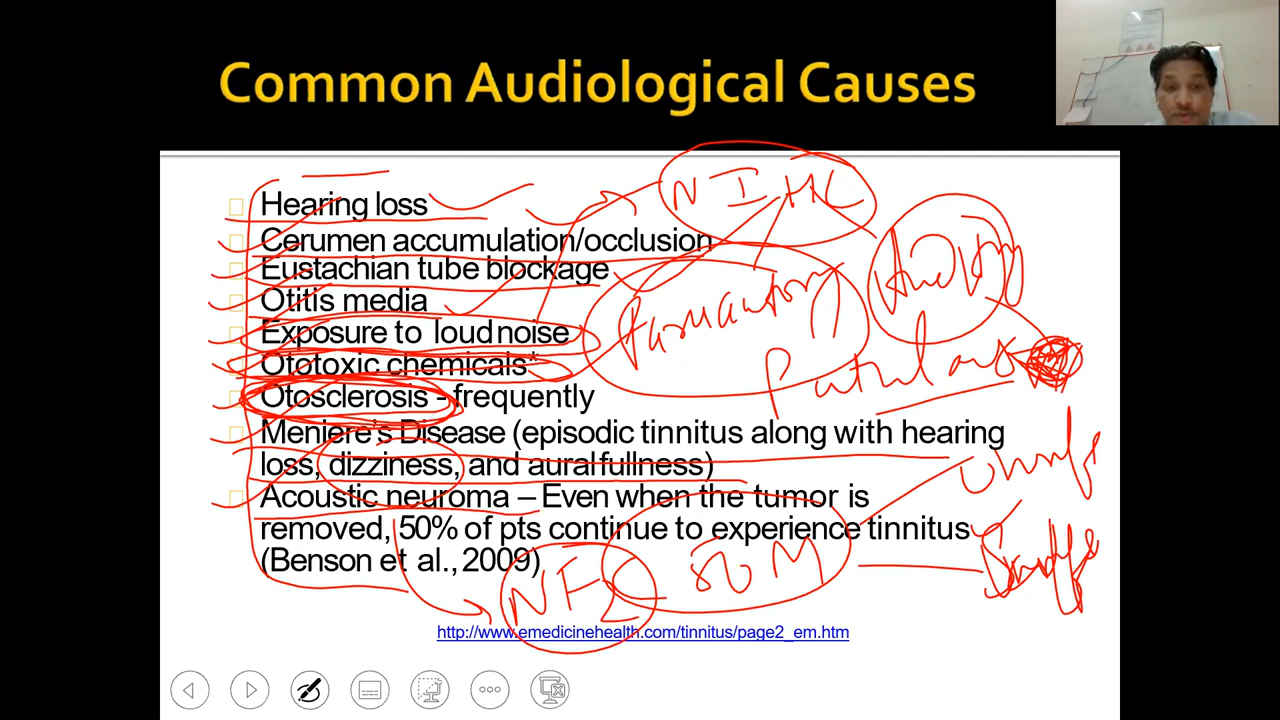 Common Audiological Causes
Hearing loss
NIHL
Cerumen accumulation/occlusion
Eustachian tube blockage
Otitis media
Exposure to loud noise
Ototoxic chemicals*
Otosclerosis - frequently
Meniere's Disease (episodic tinnitus along with hearing
loss, dizziness, and aural fullness)
Acoustic neuroma – Even when the tumor is
removed, 50% of pts continue to experience tinnitus
(Benson et al., 2009)
NF2 SOM
http://www.emedicinehealth.com/tinnitus/page2_em.htm